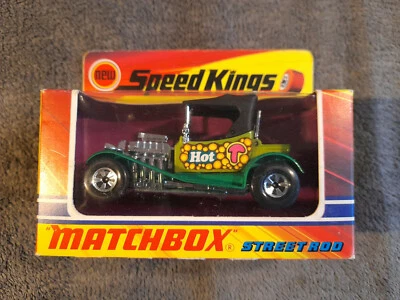 new
Speed Kings
Hot T
"MATCHBOX"®
STREET ROD